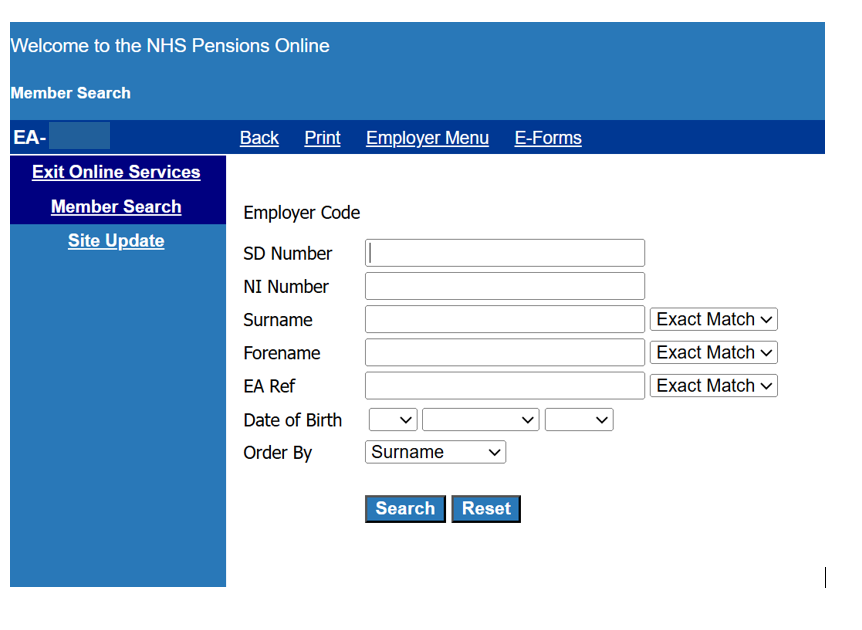 Welcome to the NHS Pensions Online
Member Search
EA-
Back Print Employer Menu E-Forms
Exit Online Services
Member Search
Site Update
Employer Code
SD Number
NI Number
Surname Exact Match
Forename Exact Match
EA Ref Exact Match
Date of Birth
Order By Surname
Search Reset